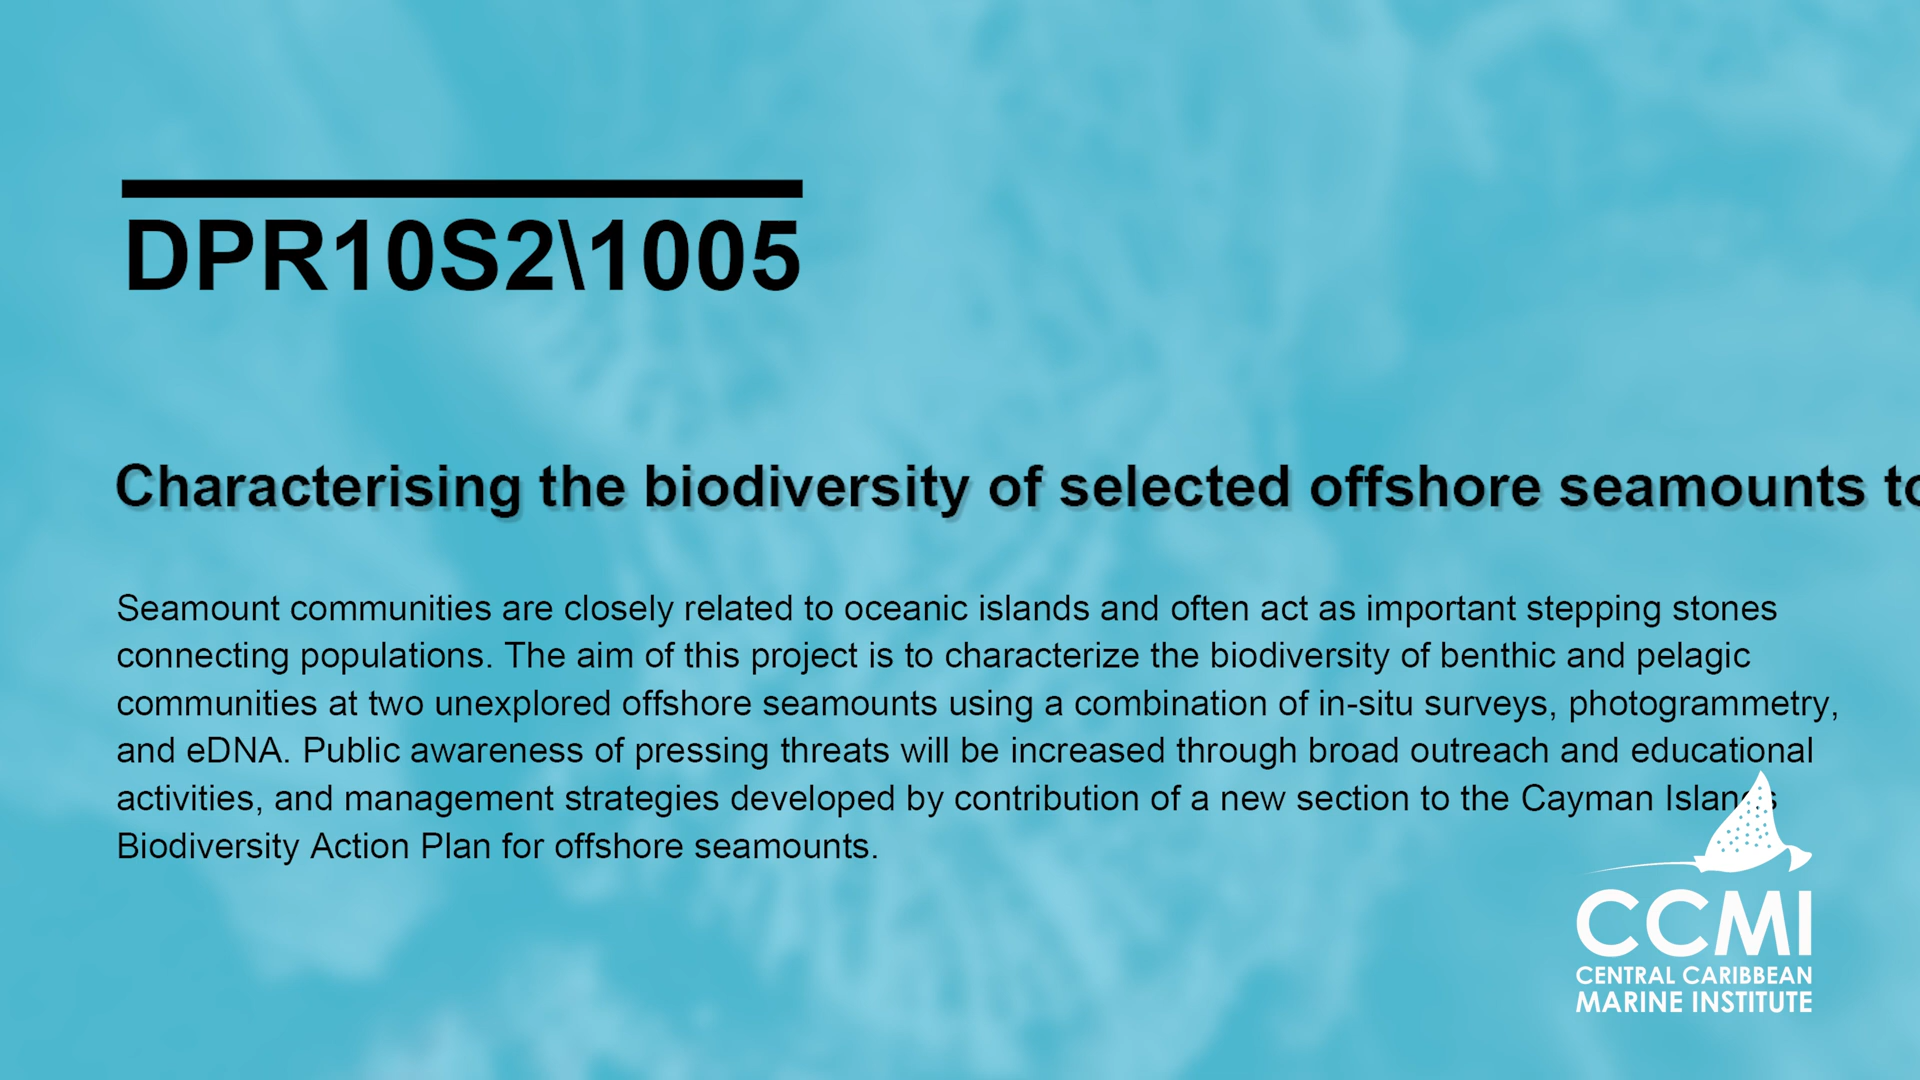 DPR10S2\1005
Characterising the biodiversity of selected offshore seamounts to
Seamount communities are closely related to oceanic islands and often act as important stepping stones
connecting populations. The aim of this project is to characterize the biodiversity of benthic and pelagic
communities at two unexplored offshore seamounts using a combination of in-situ surveys, photogrammetry,
and eDNA. Public awareness of pressing threats will be increased through broad outreach and educational
activities, and management strategies developed by contribution of a new section to the Cayman Islands
Biodiversity Action Plan for offshore seamounts.
CCMI
CENTRAL CARIBBEAN
MARINE INSTITUTE